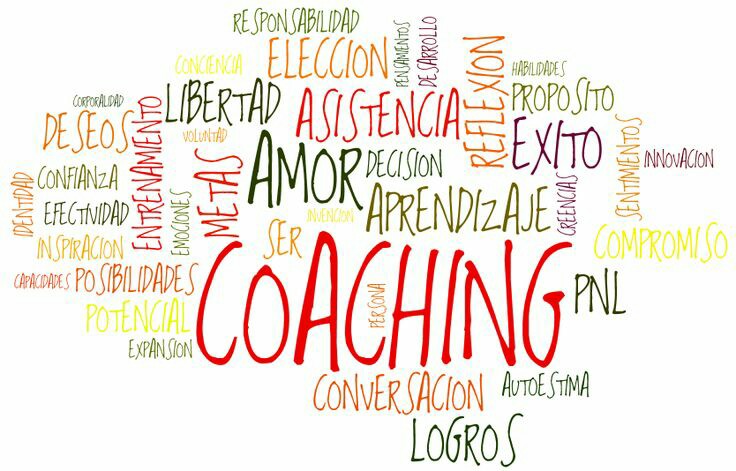 RESPONSABILIDAD
ELECCION
PENSAMIENTOS
DESARROLLO
REFLEXION
HABILIDADES
CONCIENCIA
CORPORALIDAD
LIBERTAD
ASISTENCIA
PROPOSITO
DESEOS
ENTRENAMIENTO
VOLUNTAD
AMOR
DECISION
EXITO
SENTIMIENTOS
INNOVACION
IDENTIDAD
CONFIANZA
METAS
EFECTIVIDAD
EMOCIONES
INVENCION
APRENDIZAJE
CREENCIAS
INSPIRACION
SER
COMPROMISO
CAPACIDADES
POSIBILIDADES
COACHING
PERSONA
PNL
POTENCIAL
EXPANSION
CONVERSACION
AUTOESTIMA
LOGROS